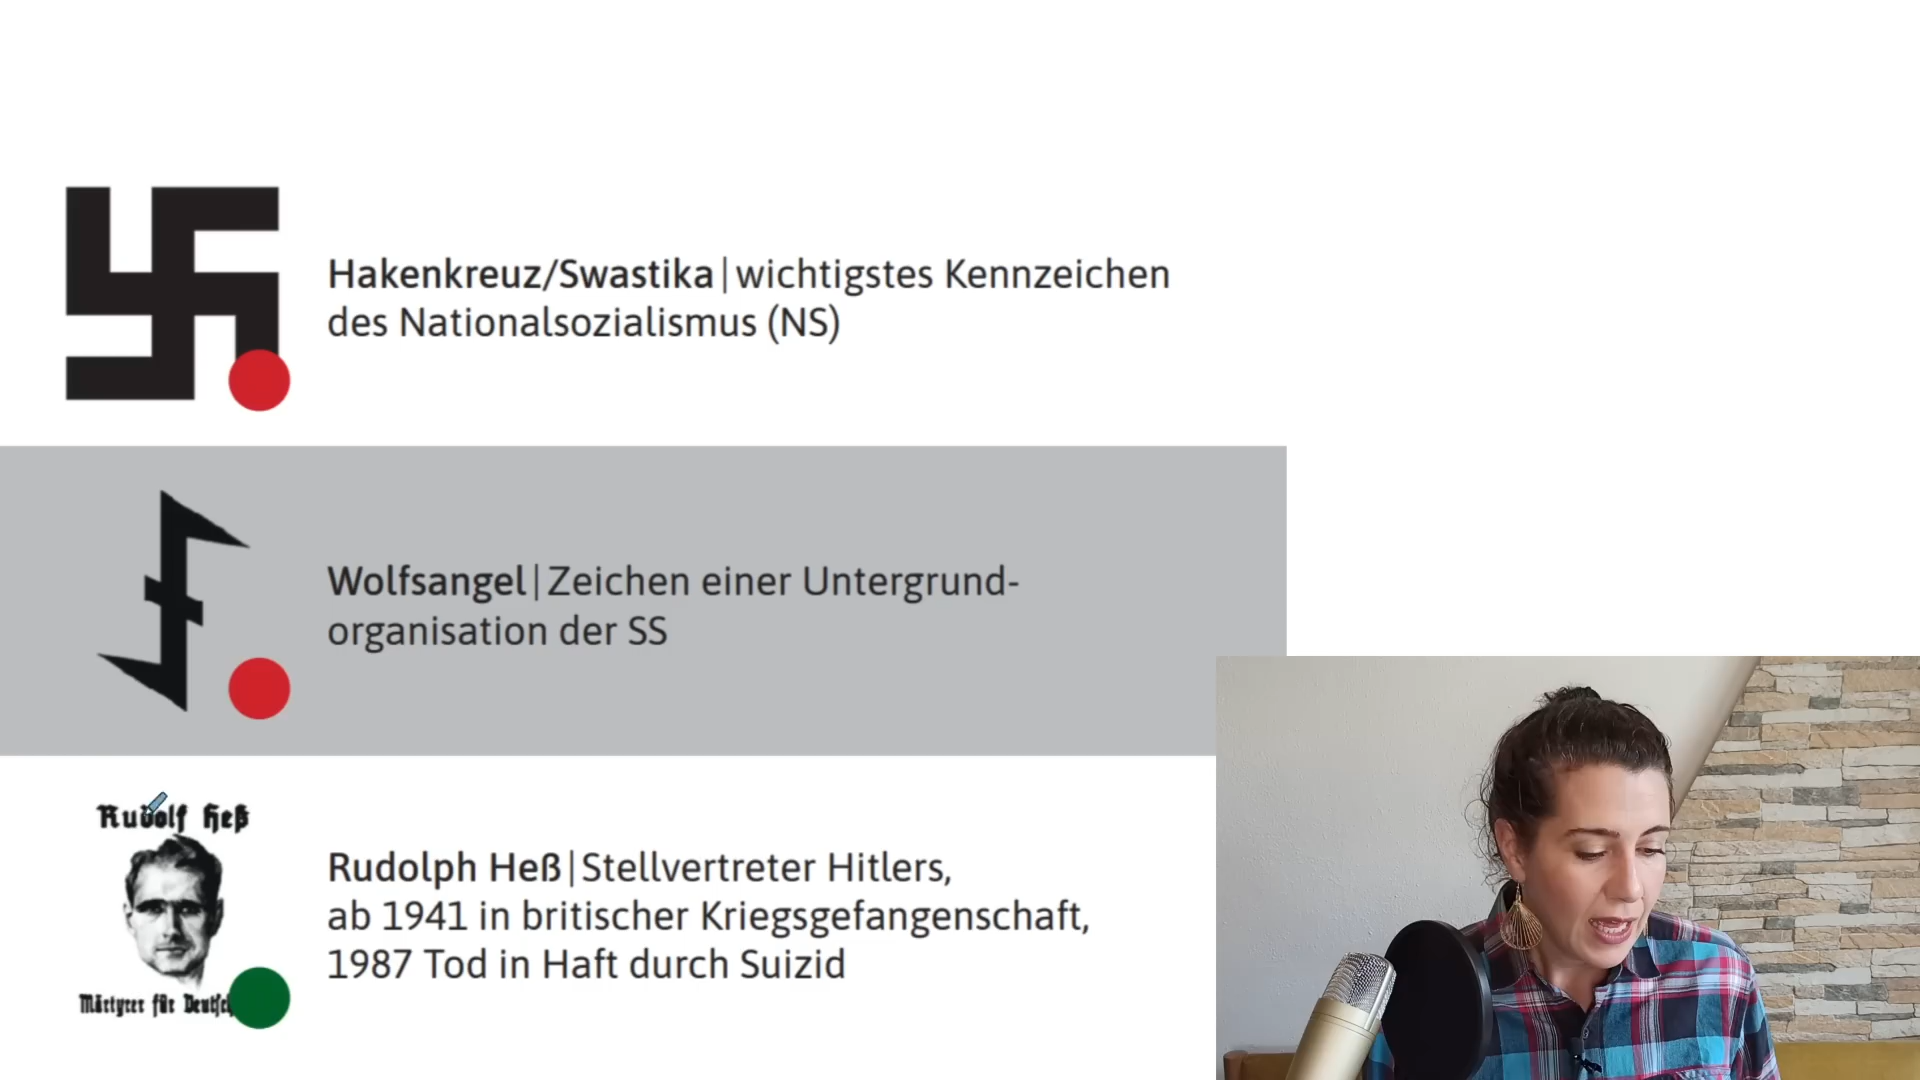 Hakenkreuz/Swastika|wichtigstes Kennzeichen
des Nationalsozialismus (NS)
Wolfsangel|Zeichen einer Untergrund-
organisation der SS
Rudolf Heß
Rudolph Heß|Stellvertreter Hitlers,
ab 1941 in britischer Kriegsgefangenschaft,
1987 Tod in Haft durch Suizid
Märtyrer für